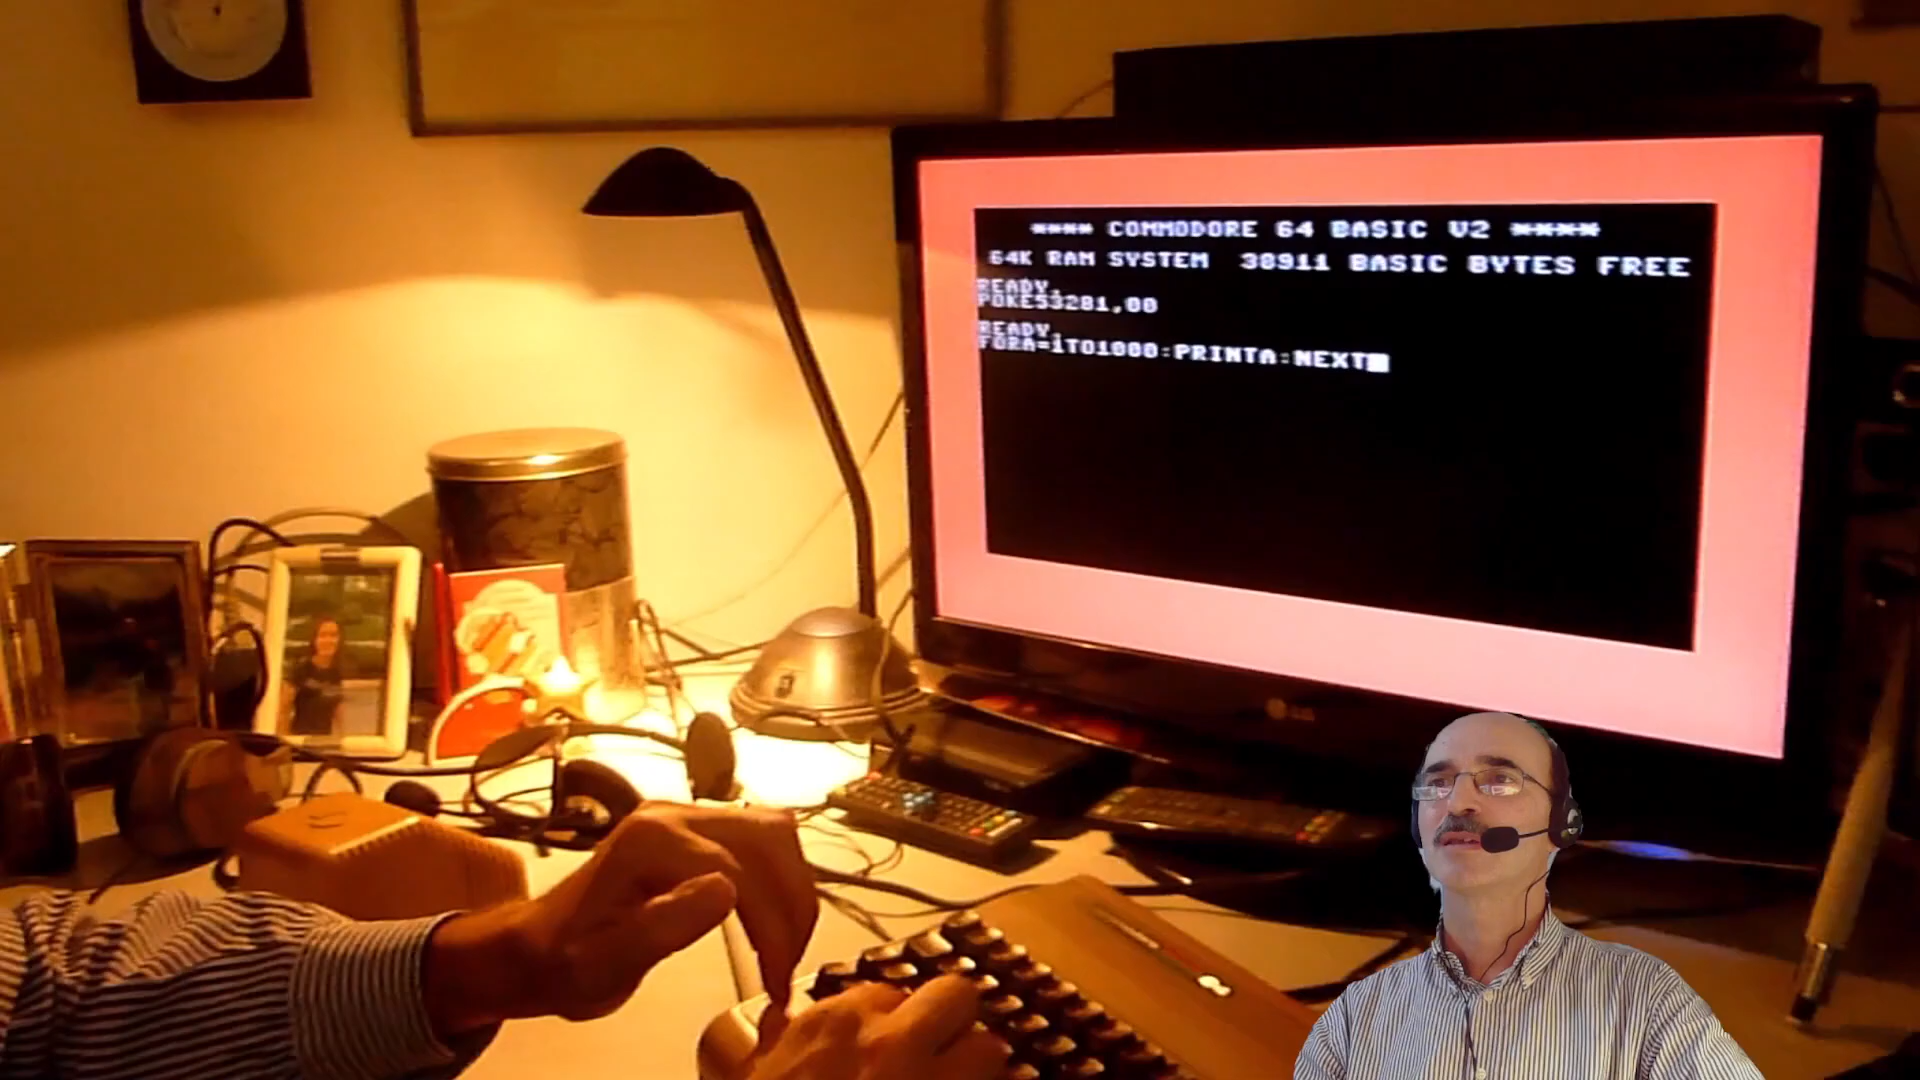 **** COMMODORE 64 BASIC V2 ****
64K RAM SYSTEM 38911 BASIC BYTES FREE
READY.
POKE53281,00
READY.
FORA=1TO1000:PRINTA:NEXT
LG